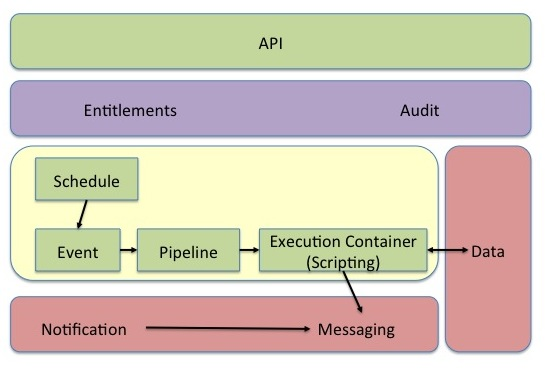 API
Entitlements
Audit
Schedule
Event
Pipeline
Execution Container
(Scripting)
Data
Notification
Messaging